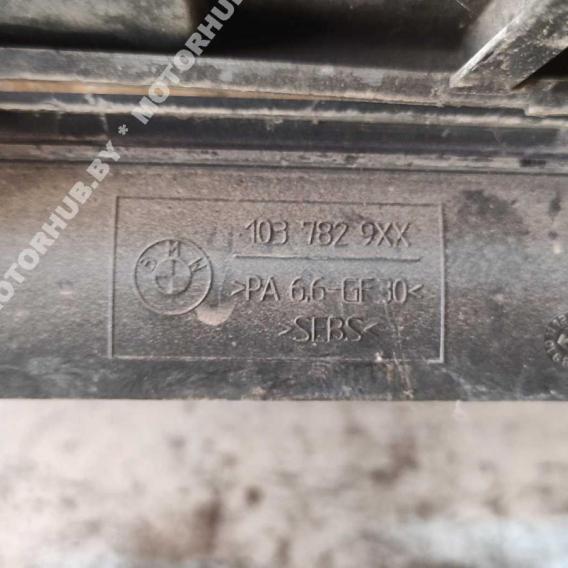 MOTORHUB.BY * MOTORHUB
BMW
103 782 9XX
>PA 6.6-GF 30<
>SEBS<